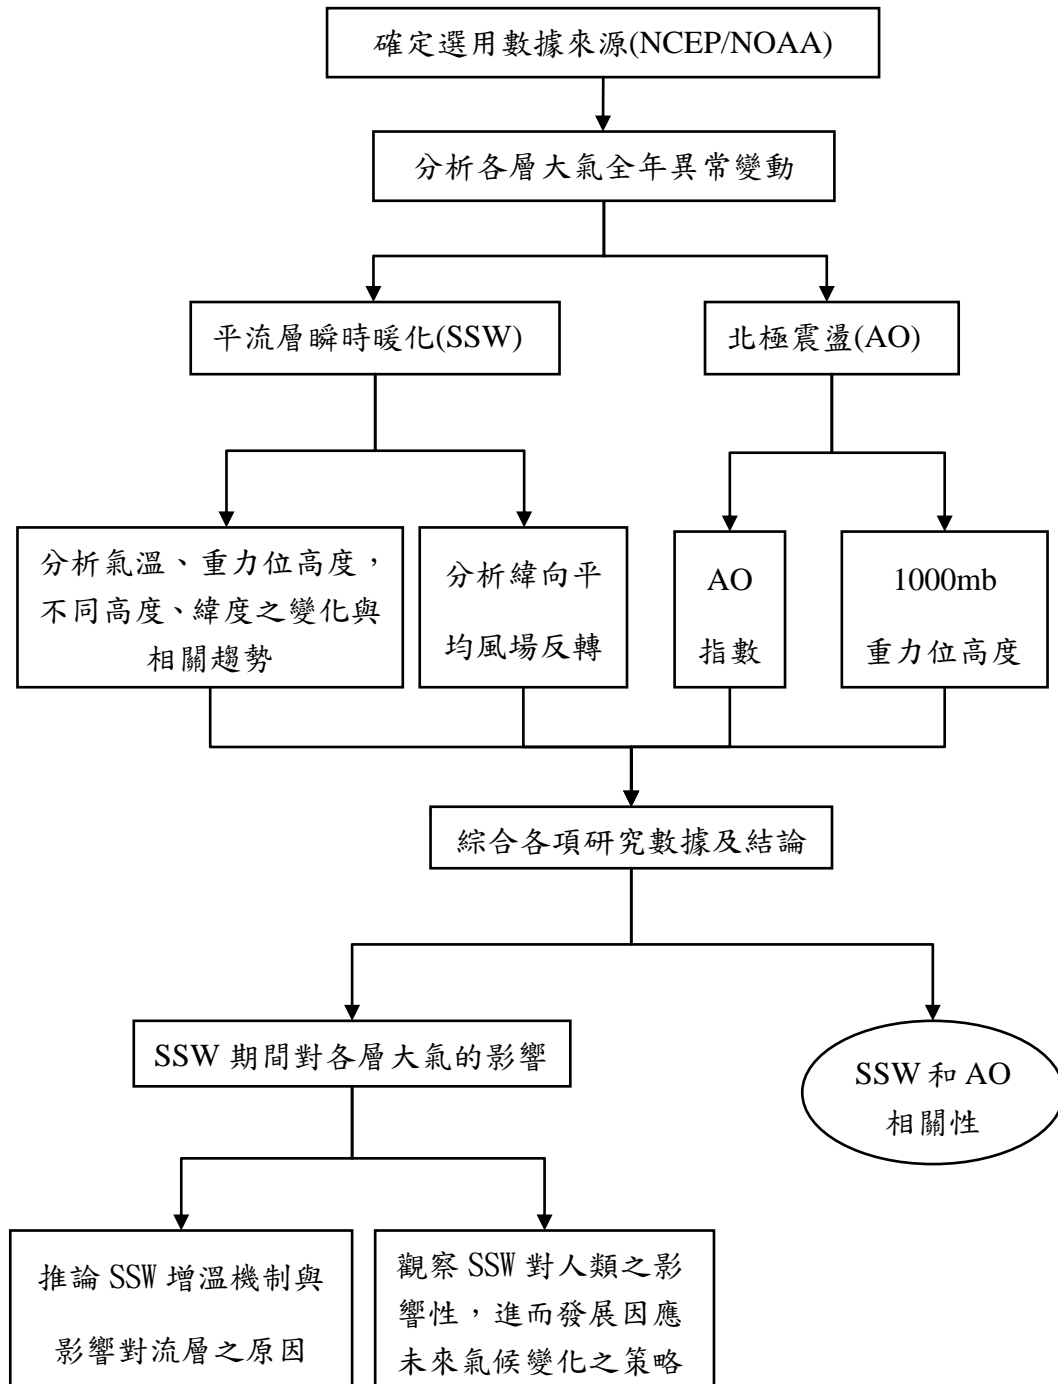 確定選用數據來源(NCEP/NOAA)
分析各層大氣全年異常變動
平流層瞬時暖化(SSW)
北極震盪(AO)
分析氣溫、重力位高度，
不同高度、緯度之變化與
相關趨勢
分析緯向平
均風場反轉
AO
指數
1000mb
重力位高度
綜合各項研究數據及結論
SSW 期間對各層大氣的影響
SSW 和 AO
相關性
推論 SSW 增溫機制與
影響對流層之原因
觀察 SSW 對人類之影
響性，進而發展因應
未來氣候變化之策略